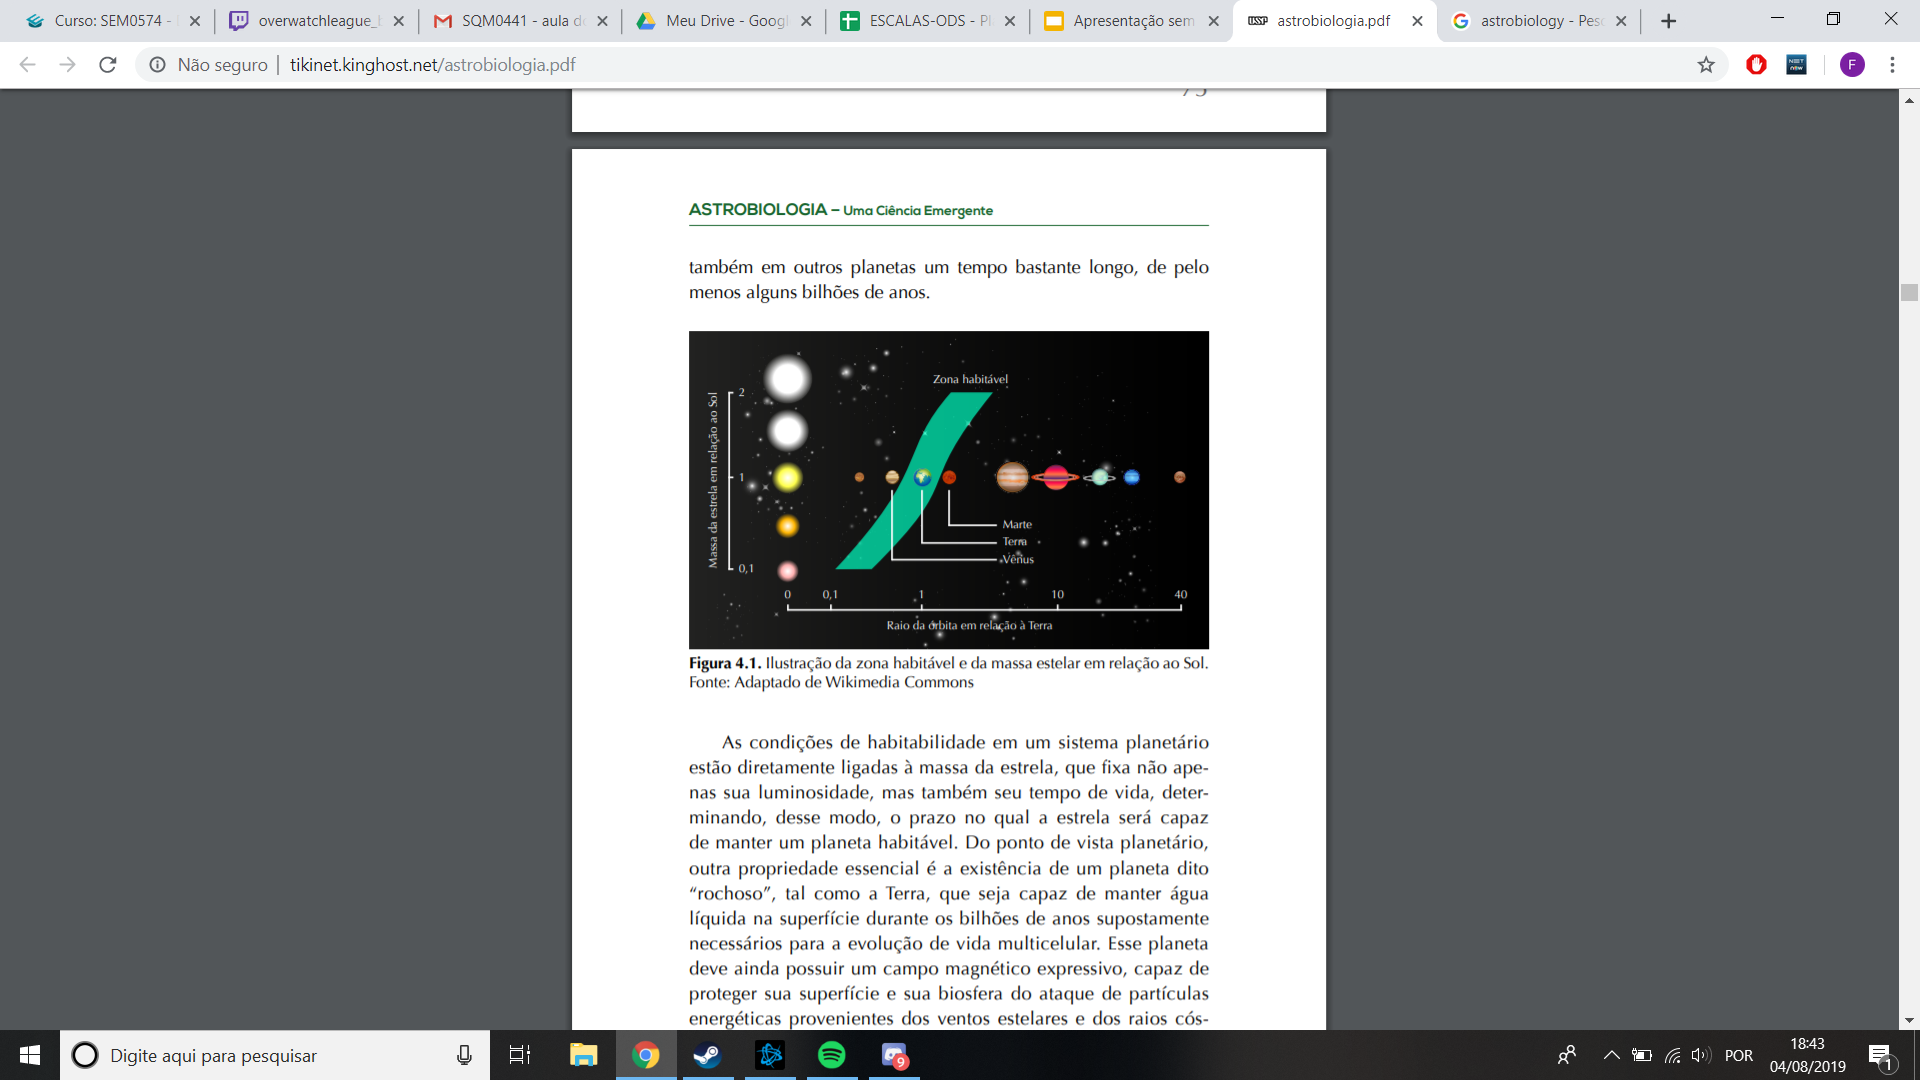 Curso: SEM0574 -
overwatchleague_
SQM0441 - aula d
Meu Drive - Goog
ESCALAS-ODS - P
Apresentação sem
astrobiologia.pdf
astrobiology - Pes
Não seguro | tikinet.kinghost.net/astrobiologia.pdf
F
ASTROBIOLOGIA – Uma Ciência Emergente
também em outros planetas um tempo bastante longo, de pelo
menos alguns bilhões de anos.
Zona habitável
Massa da estrela em relação ao Sol
2
1
0,1
Marte
Terra
Vênus
0 0,1 1 10 40
Raio da órbita em relação à Terra
Figura 4.1. Ilustração da zona habitável e da massa estelar em relação ao Sol.
Fonte: Adaptado de Wikimedia Commons
As condições de habitabilidade em um sistema planetário
estão diretamente ligadas à massa da estrela, que fixa não ape-
nas sua luminosidade, mas também seu tempo de vida, deter-
minando, desse modo, o prazo no qual a estrela será capaz
de manter um planeta habitável. Do ponto de vista planetário,
outra propriedade essencial é a existência de um planeta dito
“rochoso”, tal como a Terra, que seja capaz de manter água
líquida na superfície durante os bilhões de anos supostamente
necessários para a evolução de vida multicelular. Esse planeta
deve ainda possuir um campo magnético expressivo, capaz de
proteger sua superfície e sua biosfera do ataque de partículas
energéticas provenientes dos ventos estelares e dos raios cós-
Digite aqui para pesquisar
9
POR
18:43
04/08/2019
1